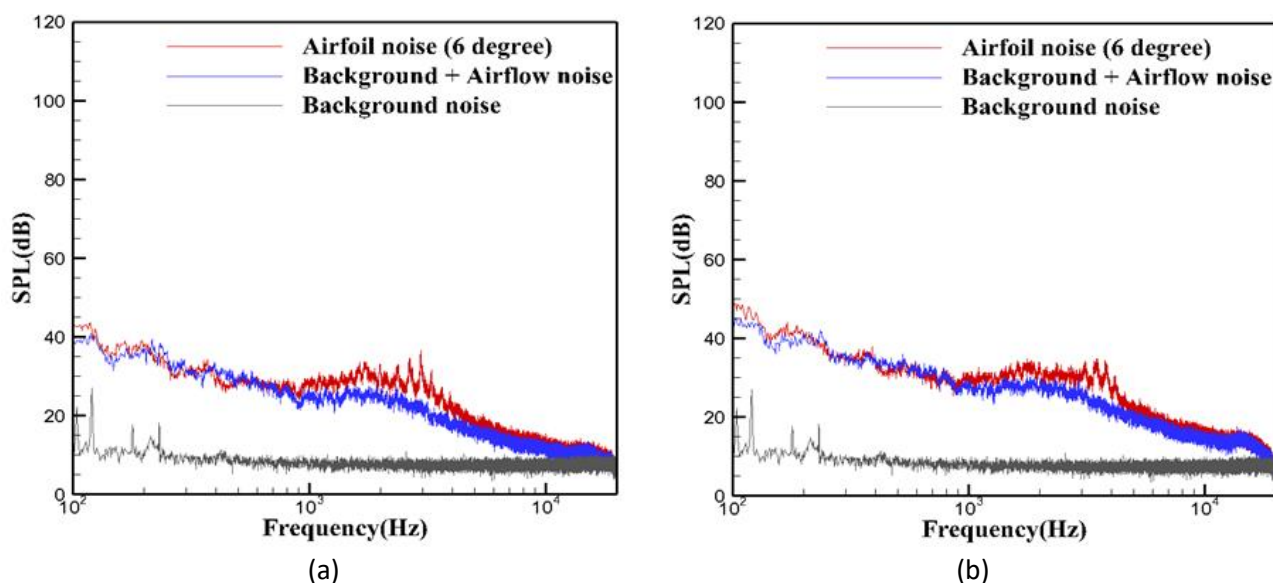 120
100
80
60
40
20
0
SPL(dB)
Airfoil noise (6 degree)
Background + Airflow noise
Background noise
10² 10³ 10⁴
Frequency(Hz)
(a)
120
100
80
60
40
20
0
SPL(dB)
Airfoil noise (6 degree)
Background + Airflow noise
Background noise
10² 10³ 10⁴
Frequency(Hz)
(b)